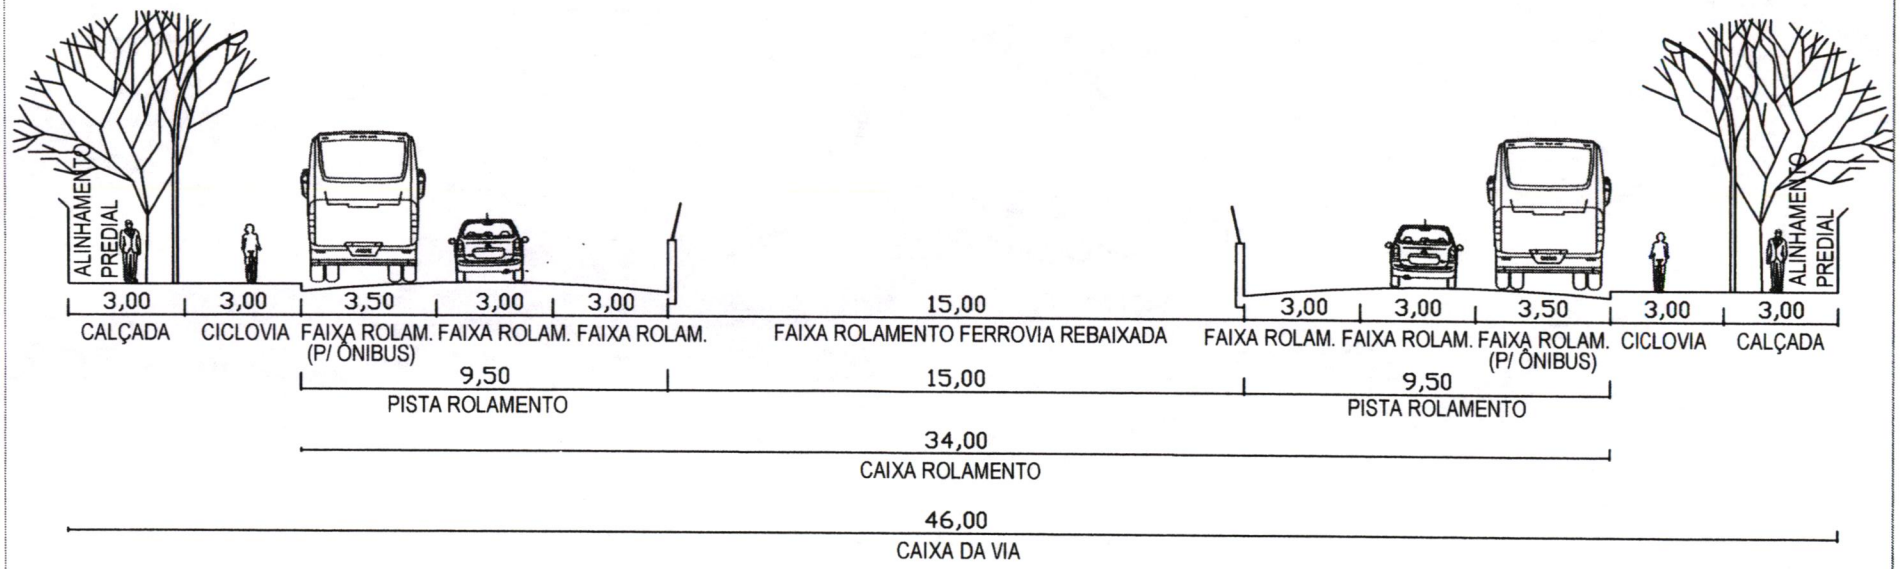 ALINHAMENTO
PREDIAL
ALINHAMENTO
PREDIAL
3,00 3,00 3,50 3,00 3,00 15,00 3,00 3,00 3,50 3,00 3,00
CALÇADA CICLOVIA FAIXA ROLAM. FAIXA ROLAM. FAIXA ROLAM. FAIXA ROLAMENTO FERROVIA REBAIXADA FAIXA ROLAM. FAIXA ROLAM. FAIXA ROLAM. CICLOVIA CALÇADA
(P/ ÔNIBUS) (P/ ÔNIBUS)
9,50 15,00 9,50
PISTA ROLAMENTO PISTA ROLAMENTO
34,00
CAIXA ROLAMENTO
46,00
CAIXA DA VIA